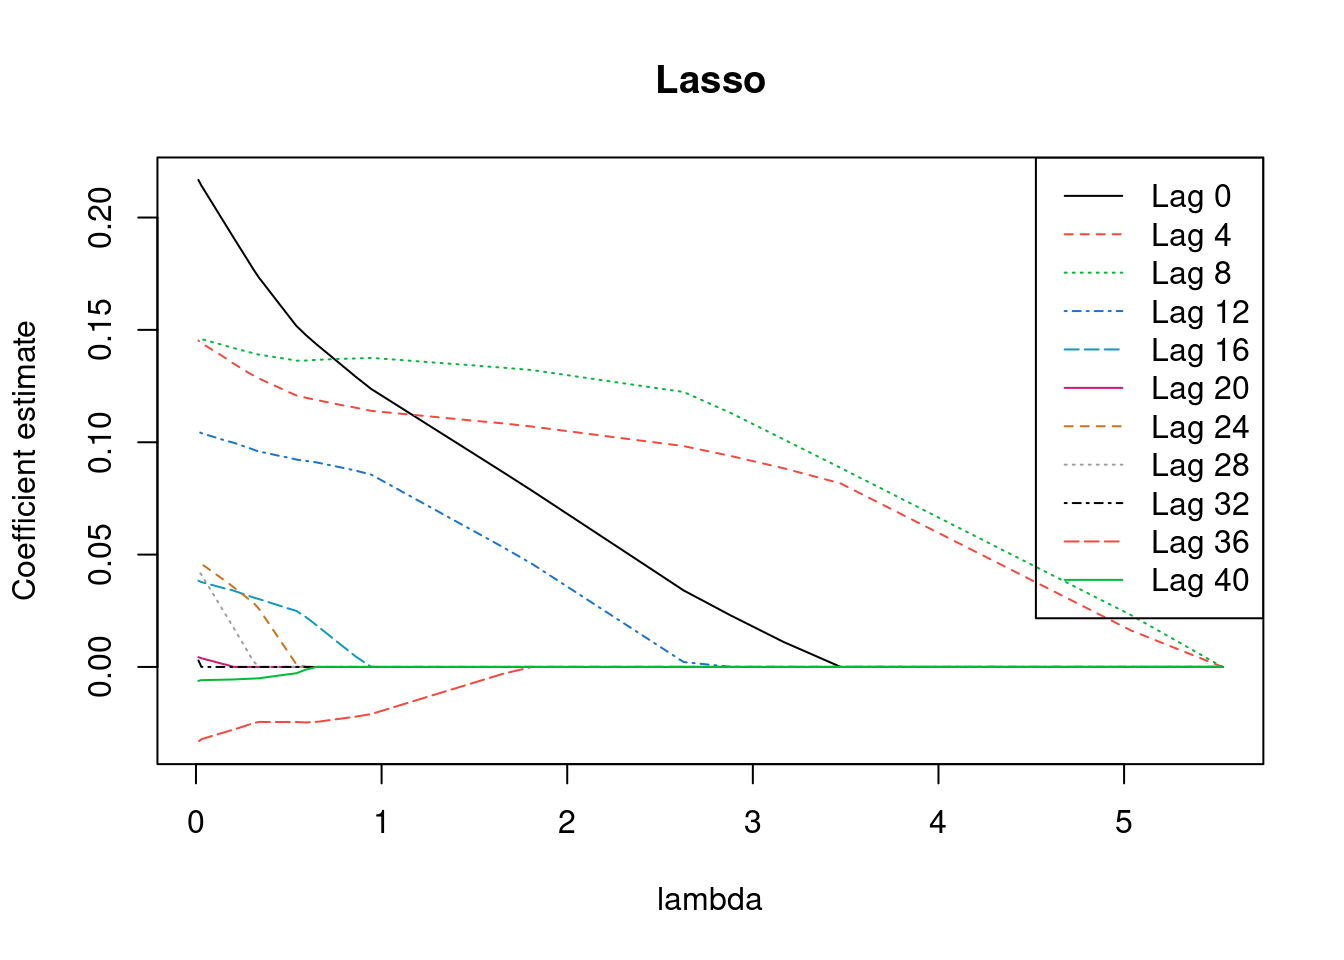 Lasso
Coefficient estimate
0.20
0.15
0.10
0.05
0.00
Lag 0
Lag 4
Lag 8
Lag 12
Lag 16
Lag 20
Lag 24
Lag 28
Lag 32
Lag 36
Lag 40
0 1 2 3 4 5
lambda